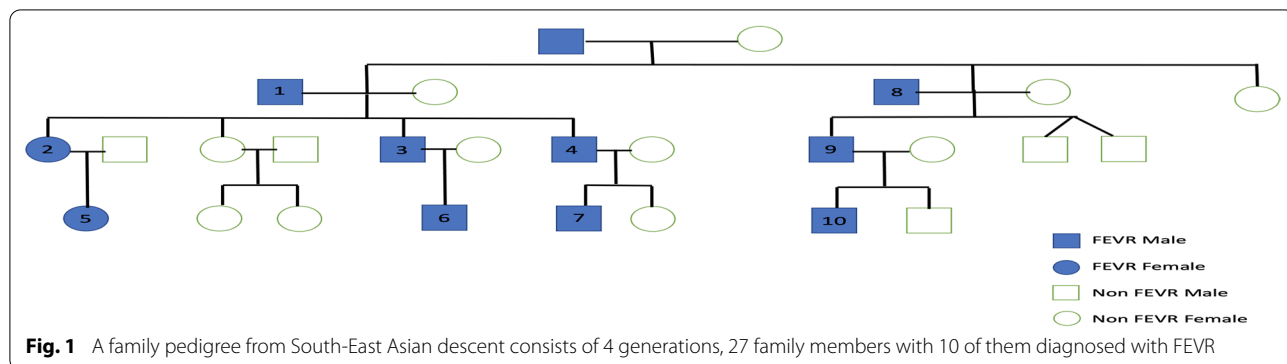 1
8
2
3
4
9
5
6
7
10
FEVR Male
FEVR Female
Non FEVR Male
Non FEVR Female
Fig. 1 A family pedigree from South-East Asian descent consists of 4 generations, 27 family members with 10 of them diagnosed with FEVR